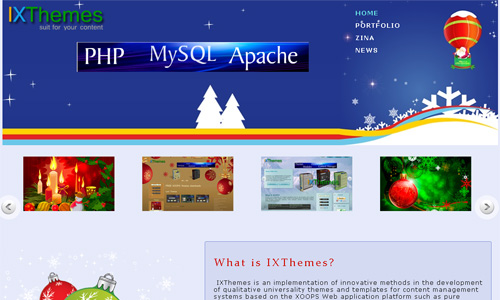 IXThemes
suit for your content
HOME
PORTFOLIO
ZINA
NEWS
PHP MySQL Apache
What is IXThemes?
IXThemes is an implementation of innovative methods in the development
of qualitative universality themes and templates for content management
systems based on the XOOPS Web application platform such as pure